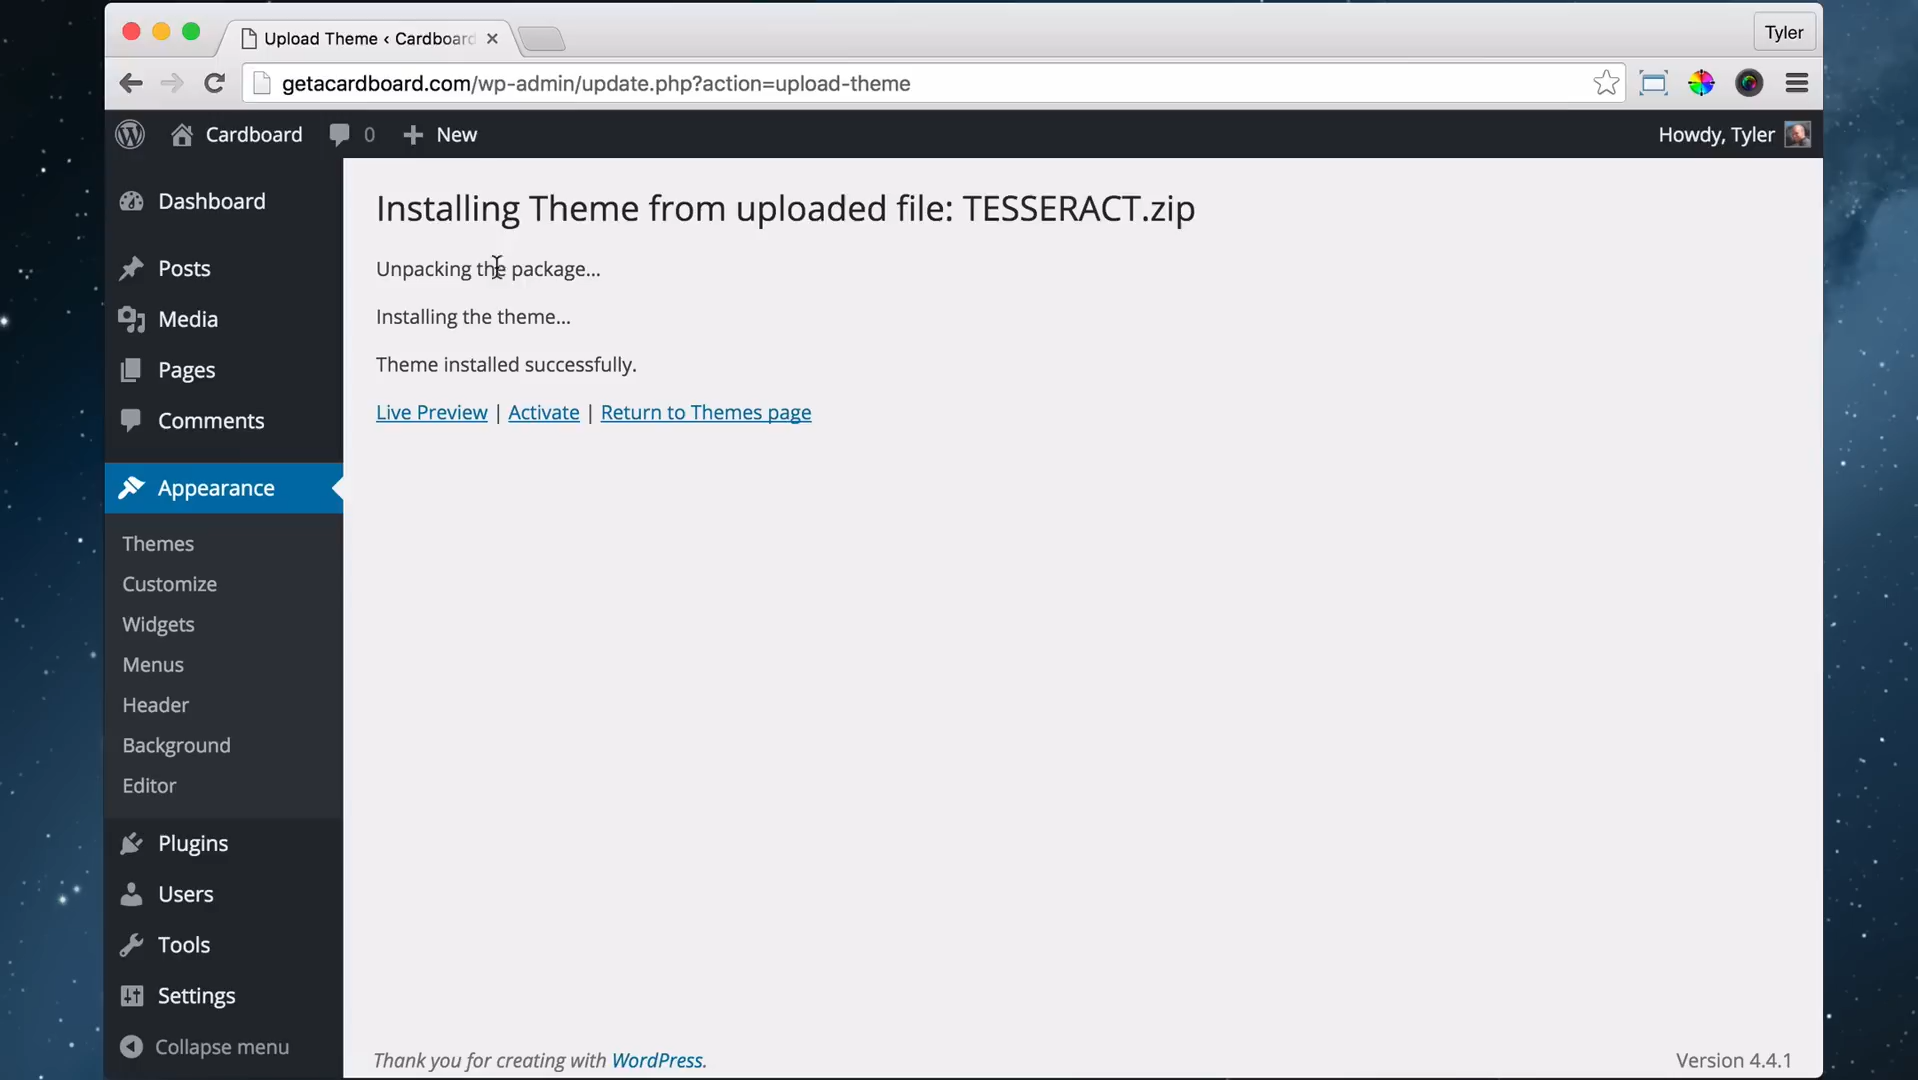 Upload Theme ‹ Cardboard
Tyler
getacardboard.com/wp-admin/update.php?action=upload-theme
Cardboard
0
New
Howdy, Tyler
Dashboard
Posts
Media
Pages
Comments
Appearance
Themes
Customize
Widgets
Menus
Header
Background
Editor
Plugins
Users
Tools
Settings
Collapse menu
Installing Theme from uploaded file: TESSERACT.zip
Unpacking the package...
Installing the theme...
Theme installed successfully.
Live Preview | Activate | Return to Themes page
Thank you for creating with WordPress.
Version 4.4.1